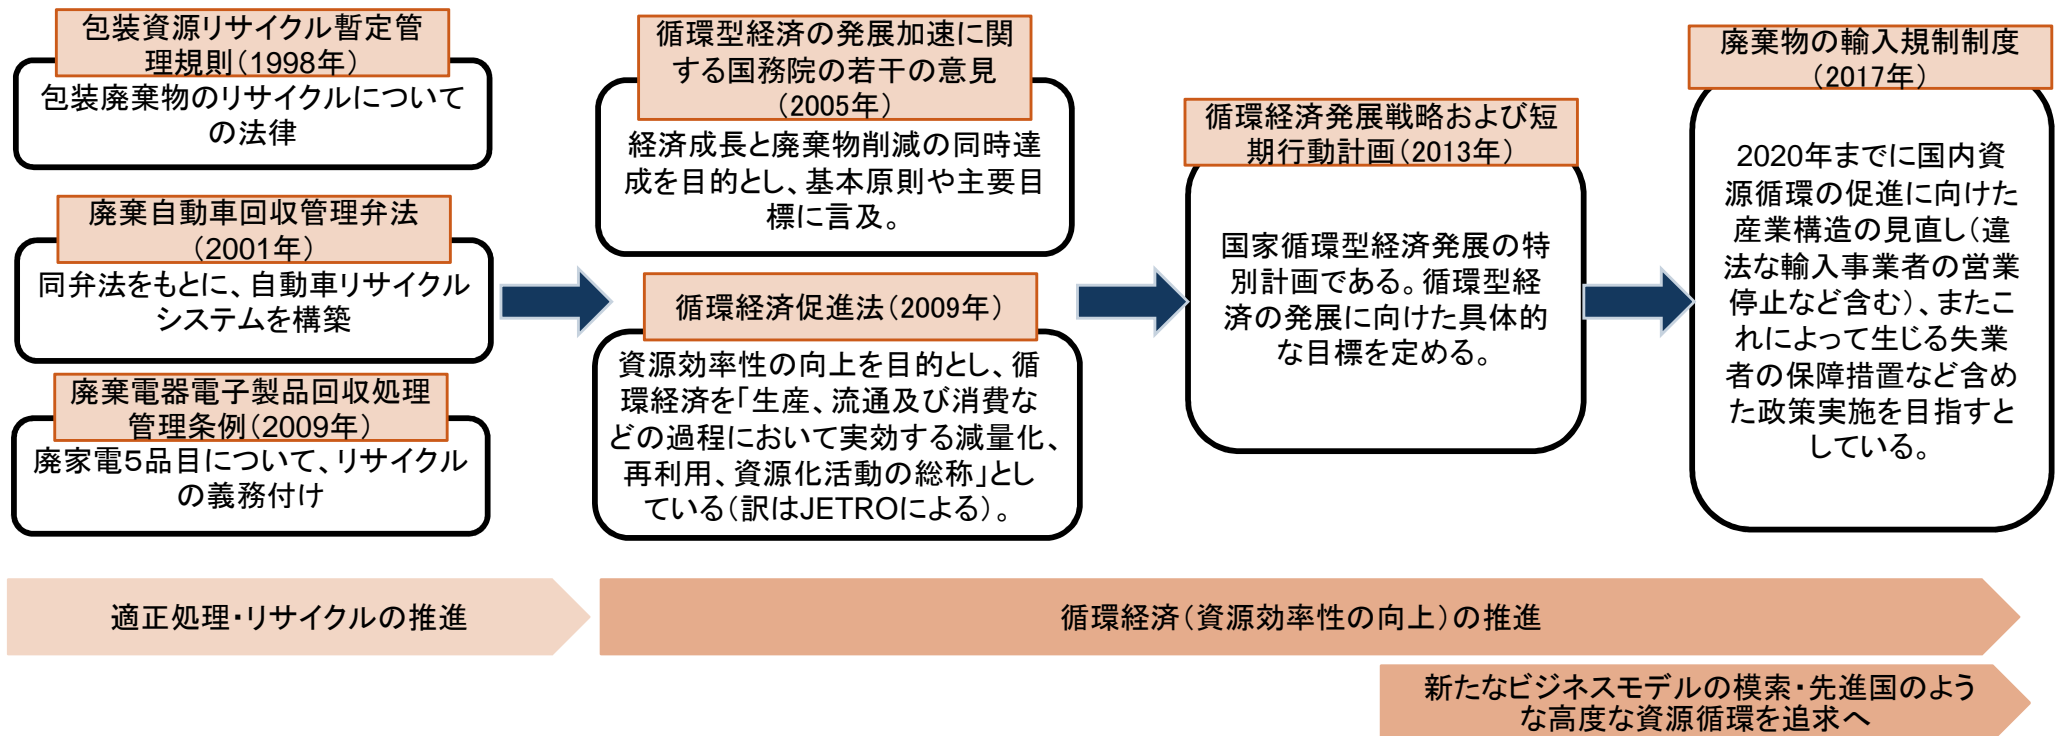 包装資源リサイクル暫定管
理規則(1998年)
包装廃棄物のリサイクルについて
の法律
廃棄自動車回収管理弁法
(2001年)
同弁法をもとに、自動車リサイクル
システムを構築
廃棄電器電子製品回収処理
管理条例(2009年)
廃家電5品目について、リサイクル
の義務付け
循環型経済の発展加速に関
する国務院の若干の意見
(2005年)
経済成長と廃棄物削減の同時達
成を目的とし、基本原則や主要目
標に言及。
循環経済促進法(2009年)
資源効率性の向上を目的とし、循
環経済を「生産、流通及び消費な
どの過程において実効する減量化、
再利用、資源化活動の総称」とし
ている(訳はJETROによる)。
循環経済発展戦略および短
期行動計画(2013年)
国家循環型経済発展の特
別計画である。循環型経
済の発展に向けた具体的
な目標を定める。
廃棄物の輸入規制制度
(2017年)
2020年までに国内資
源循環の促進に向けた
産業構造の見直し(違
法な輸入事業者の営業
停止など含む)、またこ
れによって生じる失業
者の保障措置など含め
た政策実施を目指すと
している。
適正処理・リサイクルの推進
循環経済(資源効率性の向上)の推進
新たなビジネスモデルの模索・先進国のよう
な高度な資源循環を追求へ